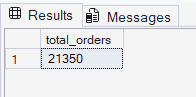 Results Messages
total_orders
1 21350